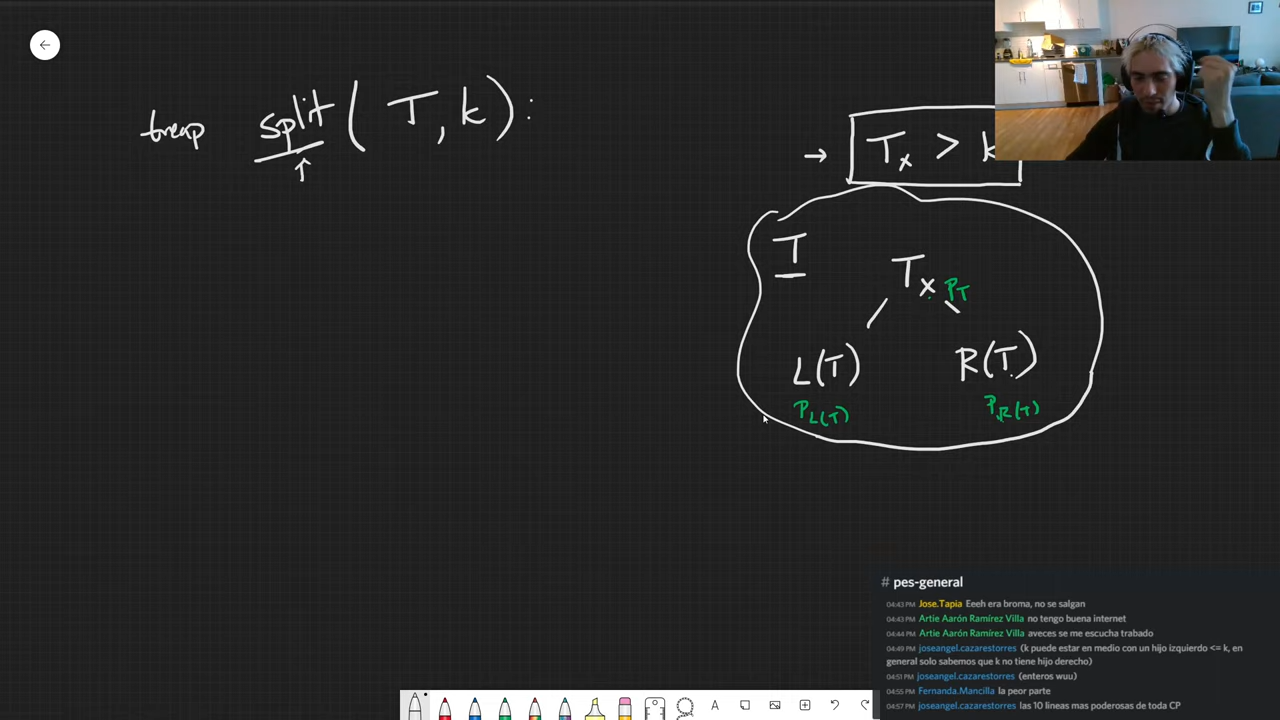 treap split(T, k):
→ T_x > k
T
T_x P_T
L(T) R(T)
P_L(T) P_R(T)
# pes-general
04:43 PM Jose.Tapia Eeeh era broma, no se salgan
04:43 PM Artie Aarón Ramírez Villa no tengo buena internet
04:44 PM Artie Aarón Ramírez Villa aveces se me escucha trabado
04:49 PM joseangel.cazarestorres (k puede estar en medio con un hijo izquierdo <= k, en
general solo sabemos que k no tiene hijo derecho)
04:51 PM joseangel.cazarestorres (enteros wuu)
04:55 PM Fernanda.Mancilla la peor parte
04:57 PM joseangel.cazarestorres las 10 lineas mas poderosas de toda CP